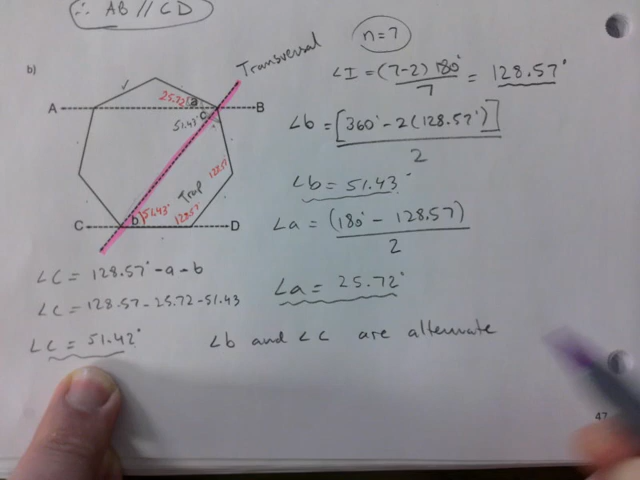 ∴ AB // CD
n=7
b)
Transversal
∠I = (7-2) 180° / 7 = 128.57°
25.72
a
A
B
c
51.43
∠b = [360° - 2(128.57°)] / 2
128.57
Trap
∠b = 51.43°
b
51.43°
128.57
C
D
∠a = (180° - 128.57) / 2
∠C = 128.57° - a - b
∠C = 128.57 - 25.72 - 51.43
∠a = 25.72°
∠C = 51.42°
∠b and ∠C are alternate
47